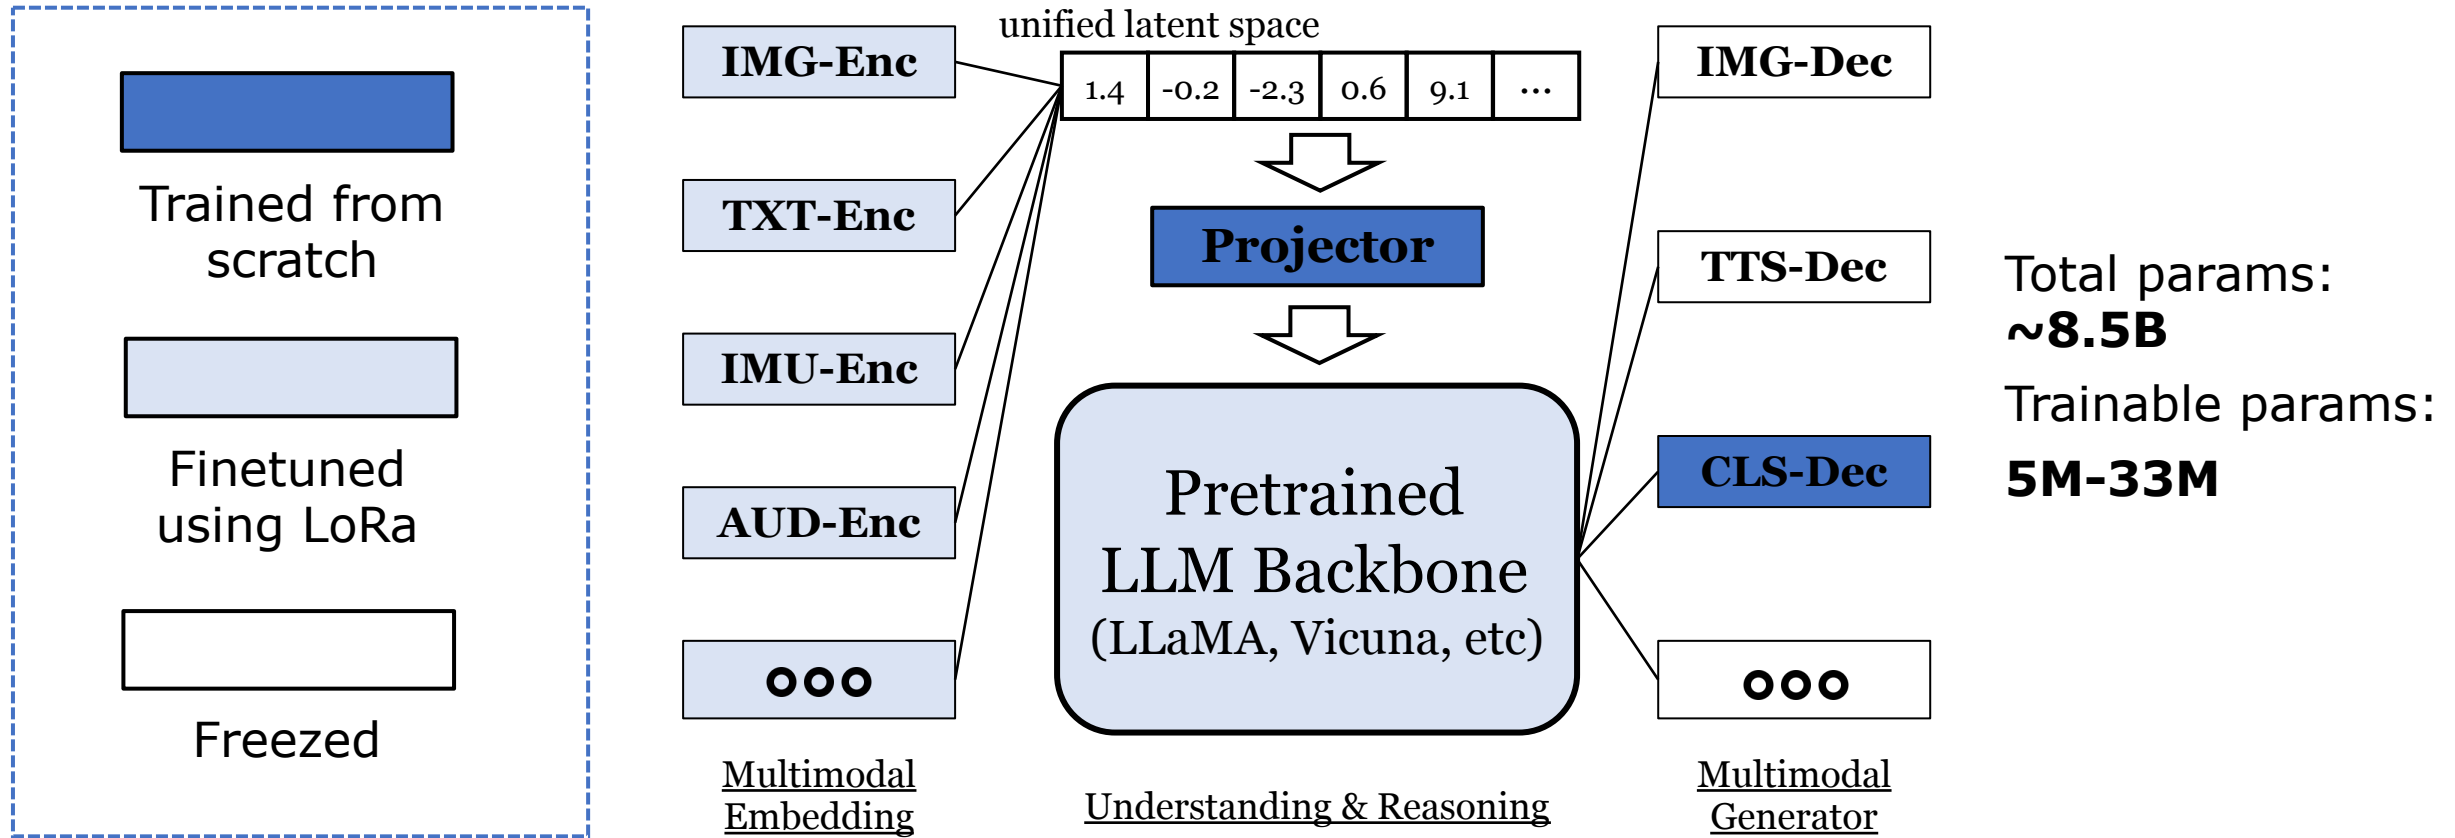 Trained from
scratch
Finetuned
using LoRa
Freezed
IMG-Enc
TXT-Enc
IMU-Enc
AUD-Enc
Multimodal
Embedding
unified latent space
1.4 -0.2 -2.3 0.6 9.1 ...
Projector
Pretrained
LLM Backbone
(LLaMA, Vicuna, etc)
Understanding & Reasoning
IMG-Dec
TTS-Dec
CLS-Dec
Multimodal
Generator
Total params:
~8.5B
Trainable params:
5M-33M